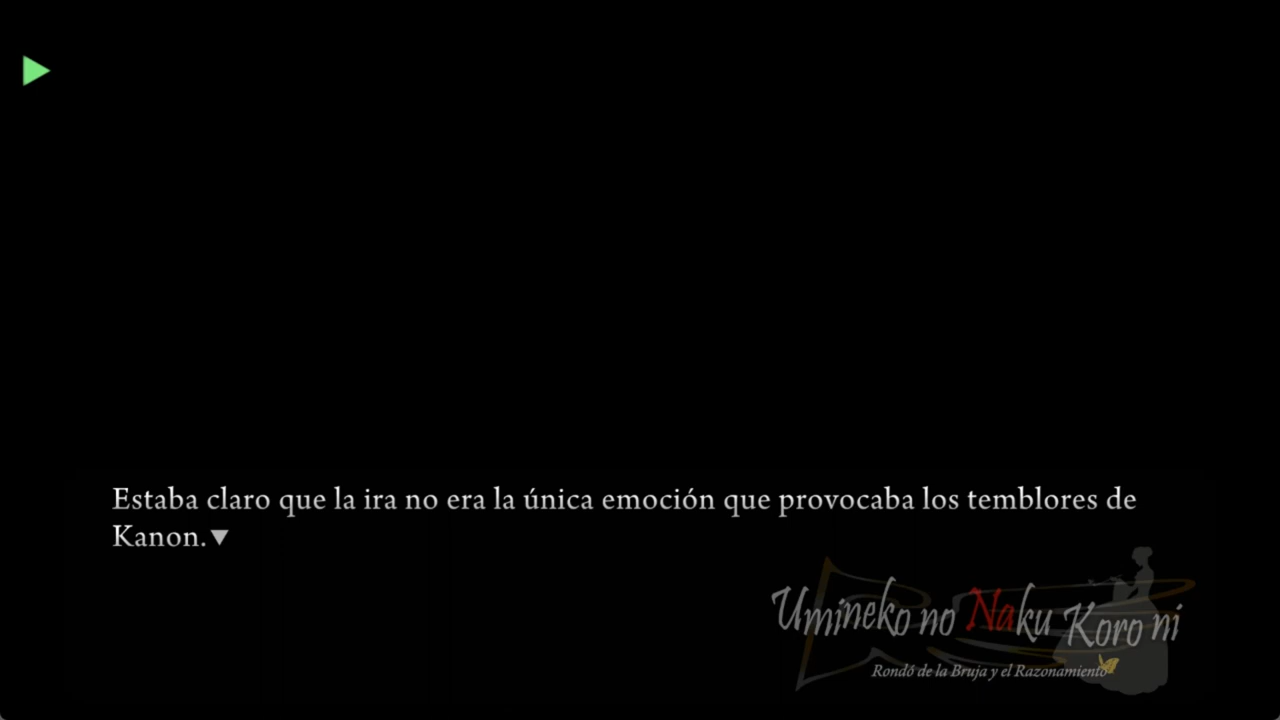 Estaba claro que la ira no era la única emoción que provocaba los temblores de
Kanon.
Umineko no Naku Koro ni
Rondó de la Bruja y el Razonamiento